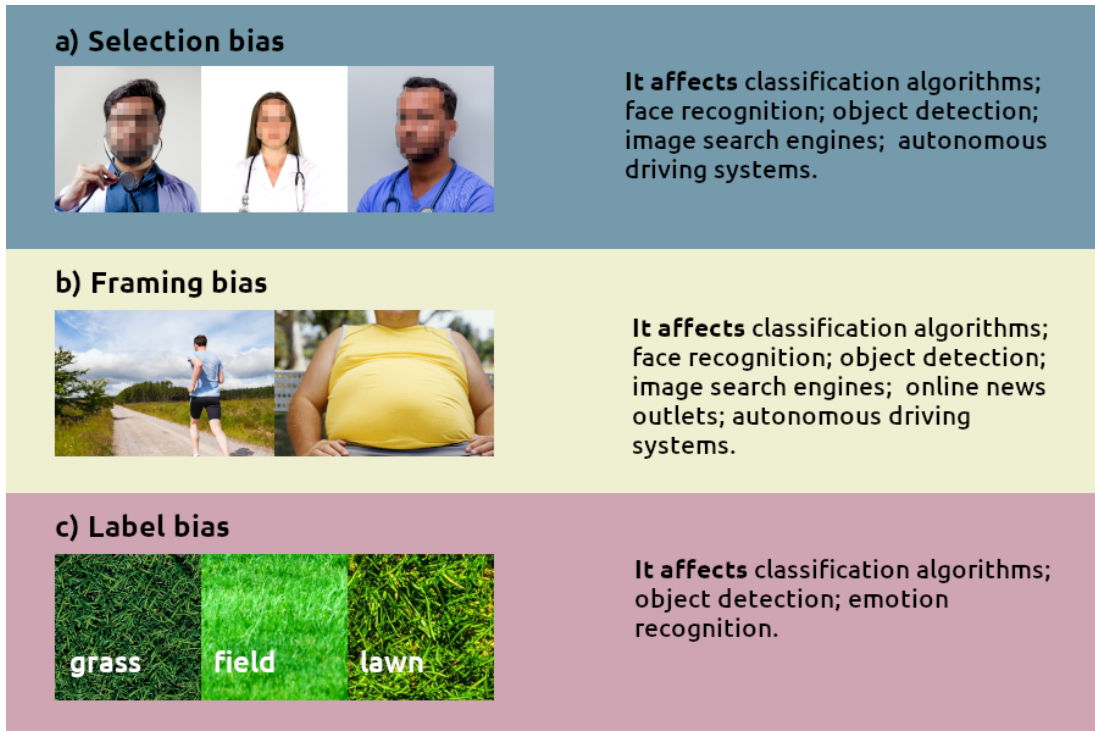 a) Selection bias
It affects classification algorithms;
face recognition; object detection;
image search engines;  autonomous
driving systems.
b) Framing bias
It affects classification algorithms;
face recognition; object detection;
image search engines;  online news
outlets; autonomous driving
systems.
c) Label bias
grass
field
lawn
It affects classification algorithms;
object detection; emotion
recognition.